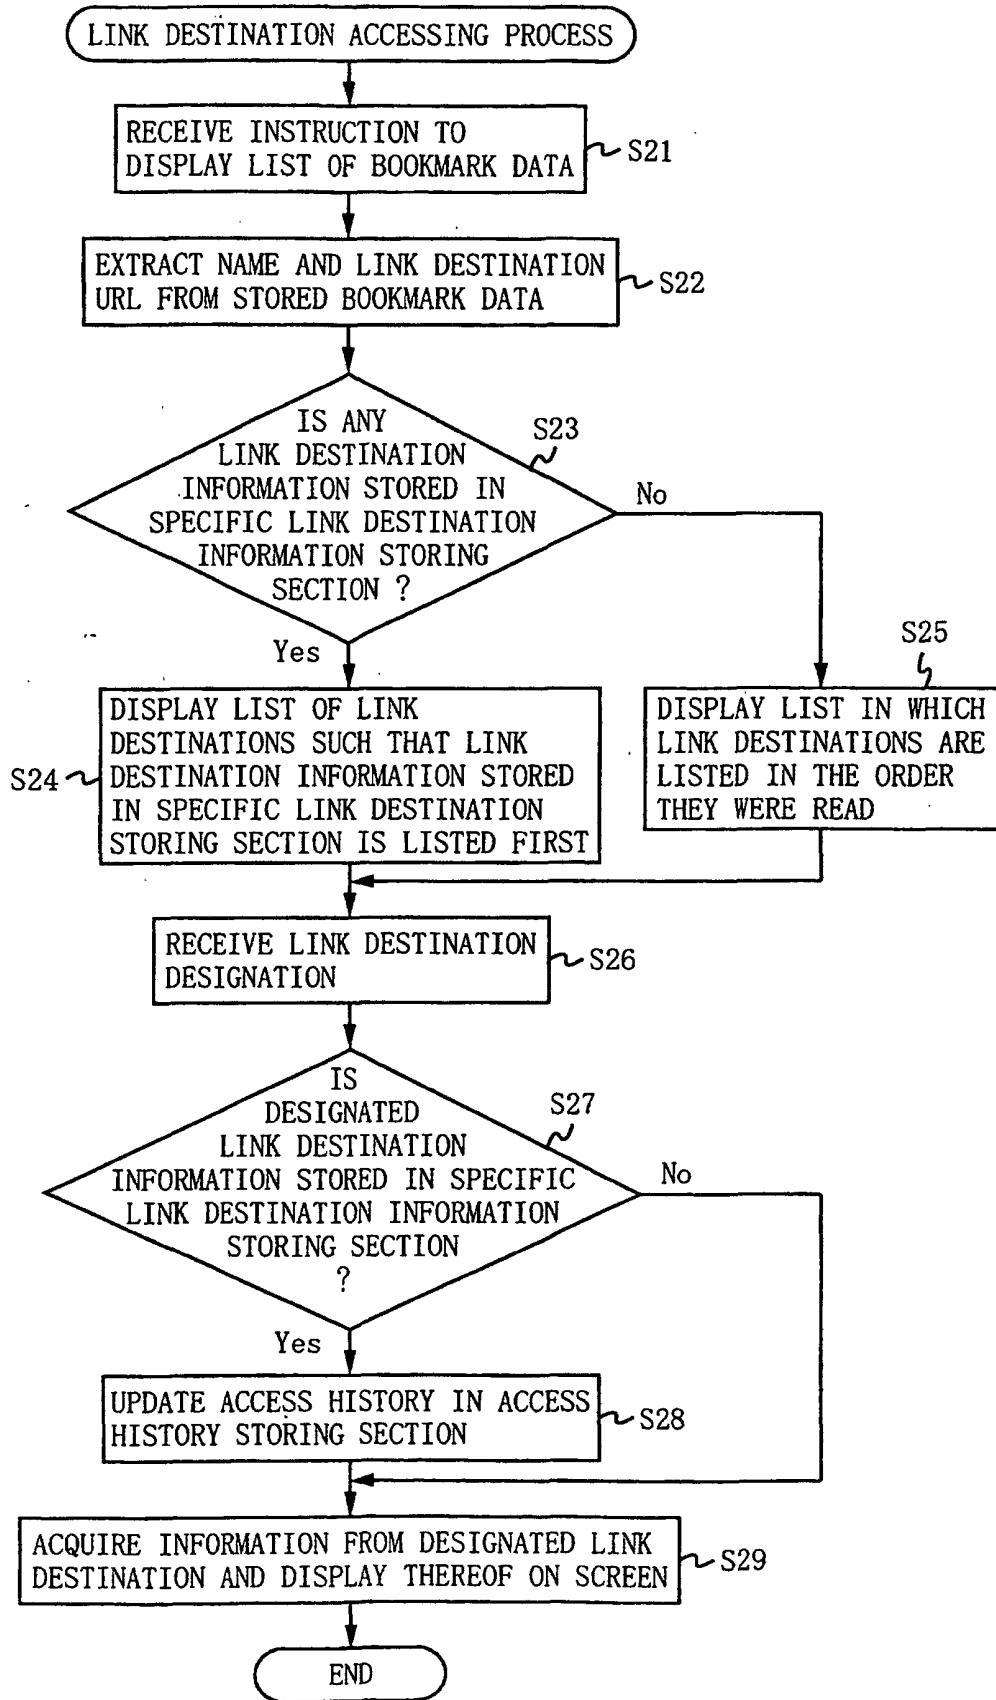 LINK DESTINATION ACCESSING PROCESS
RECEIVE INSTRUCTION TO
DISPLAY LIST OF BOOKMARK DATA
S21
EXTRACT NAME AND LINK DESTINATION
URL FROM STORED BOOKMARK DATA
S22
IS ANY
LINK DESTINATION
INFORMATION STORED IN
SPECIFIC LINK DESTINATION
INFORMATION STORING
SECTION ?
S23
No
Yes
S25
DISPLAY LIST OF LINK
DESTINATIONS SUCH THAT LINK
DESTINATION INFORMATION STORED
IN SPECIFIC LINK DESTINATION
STORING SECTION IS LISTED FIRST
S24
DISPLAY LIST IN WHICH
LINK DESTINATIONS ARE
LISTED IN THE ORDER
THEY WERE READ
RECEIVE LINK DESTINATION
DESIGNATION
S26
IS
DESIGNATED
LINK DESTINATION
INFORMATION STORED IN SPECIFIC
LINK DESTINATION INFORMATION
STORING SECTION
?
S27
No
Yes
UPDATE ACCESS HISTORY IN ACCESS
HISTORY STORING SECTION
S28
ACQUIRE INFORMATION FROM DESIGNATED LINK
DESTINATION AND DISPLAY THEREOF ON SCREEN
S29
END